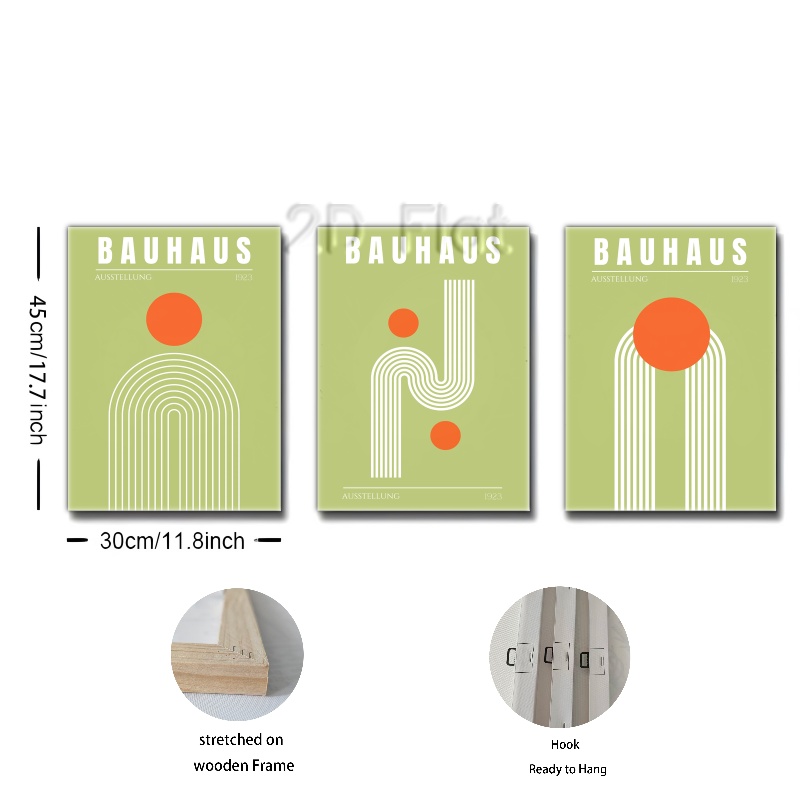 2D Flat
BAUHAUS
AUSSTELLUNG 1923
BAUHAUS
AUSSTELLUNG 1923
BAUHAUS
AUSSTELLUNG 1923
45cm/17.7inch
30cm/11.8inch
stretched on
wooden Frame
Hook
Ready to Hang